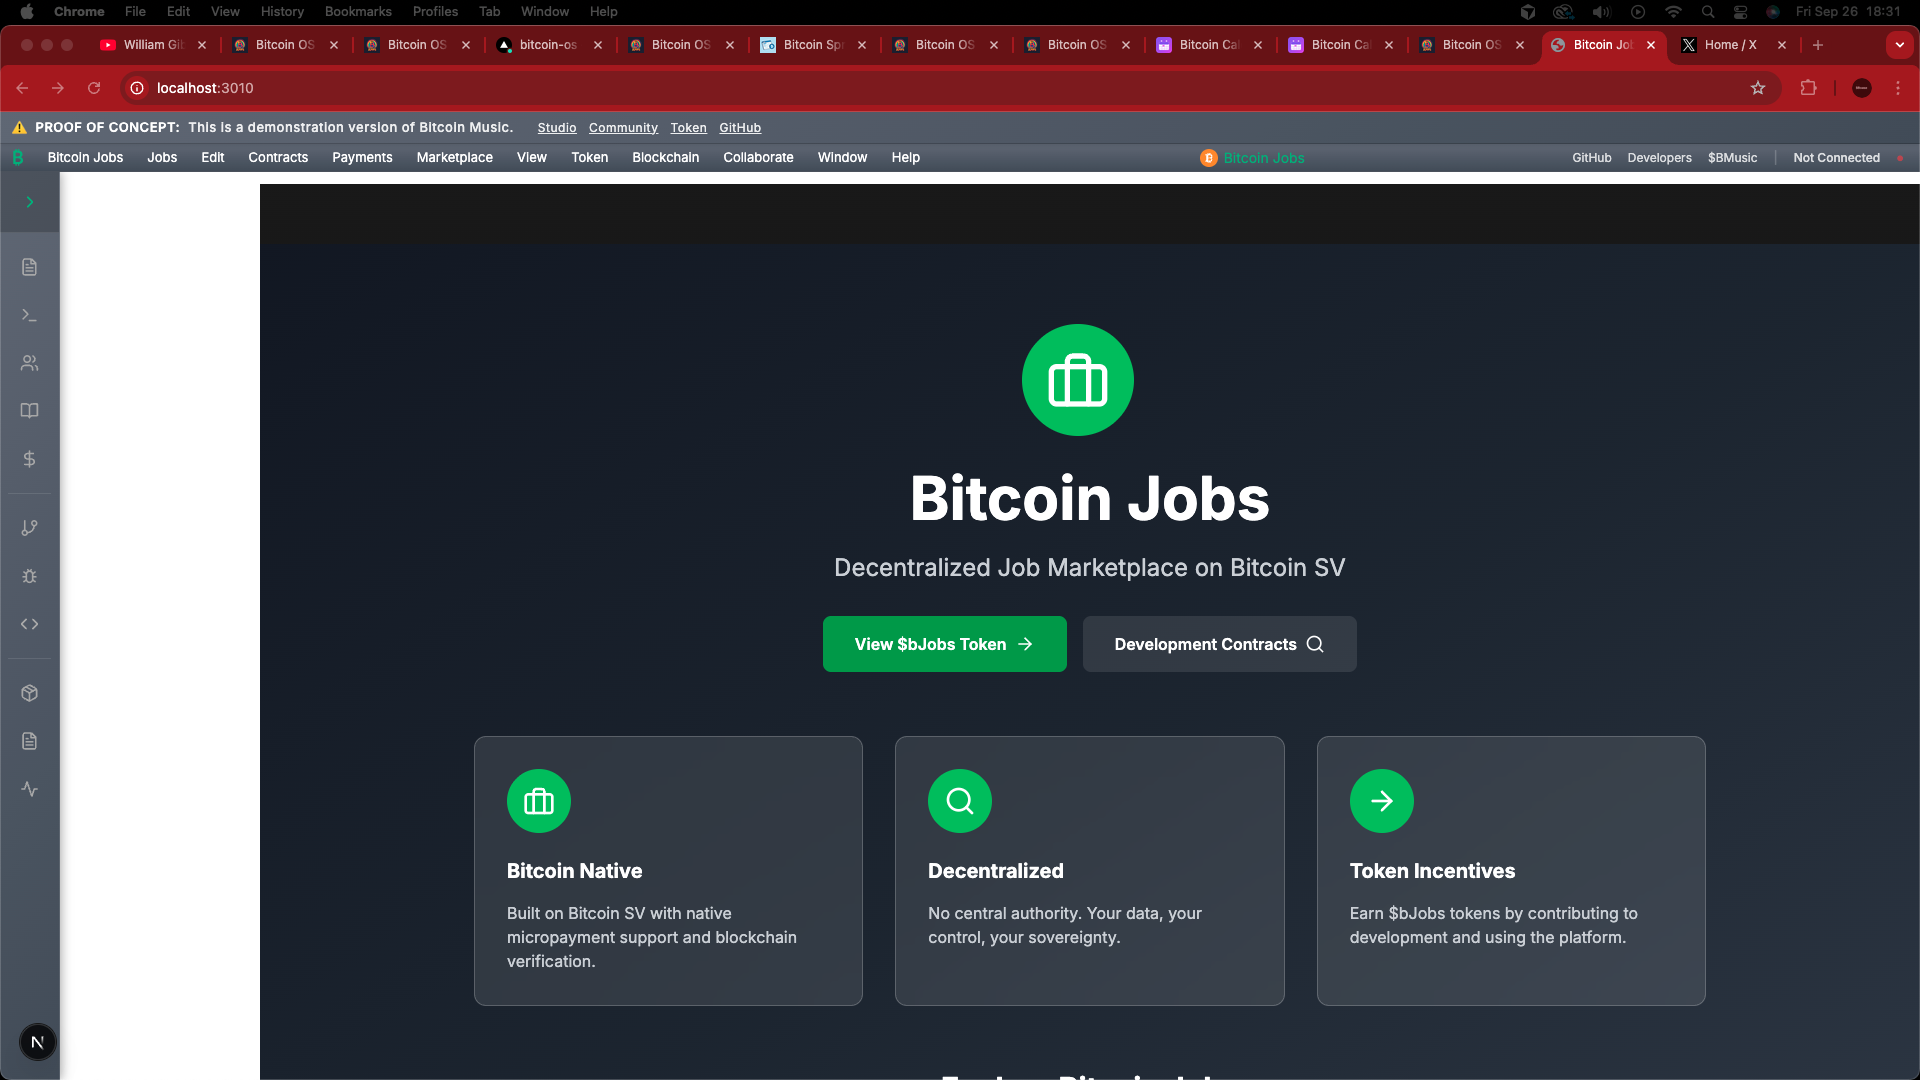 Chrome File Edit View History Bookmarks Profiles Tab Window Help Fri Sep 26 18:31
William Gib Bitcoin OS Bitcoin OS bitcoin-os Bitcoin OS Bitcoin Spr Bitcoin OS Bitcoin OS Bitcoin Cal Bitcoin Cal Bitcoin OS Bitcoin Job Home / X
localhost:3010
PROOF OF CONCEPT: This is a demonstration version of Bitcoin Music. Studio Community Token GitHub
Bitcoin Jobs Jobs Edit Contracts Payments Marketplace View Token Blockchain Collaborate Window Help Bitcoin Jobs GitHub Developers $BMusic Not Connected
Bitcoin Jobs
Decentralized Job Marketplace on Bitcoin SV
View $bJobs Token
Development Contracts
Bitcoin Native
Built on Bitcoin SV with native
micropayment support and blockchain
verification.
Decentralized
No central authority. Your data, your
control, your sovereignty.
Token Incentives
Earn $bJobs tokens by contributing to
development and using the platform.
N